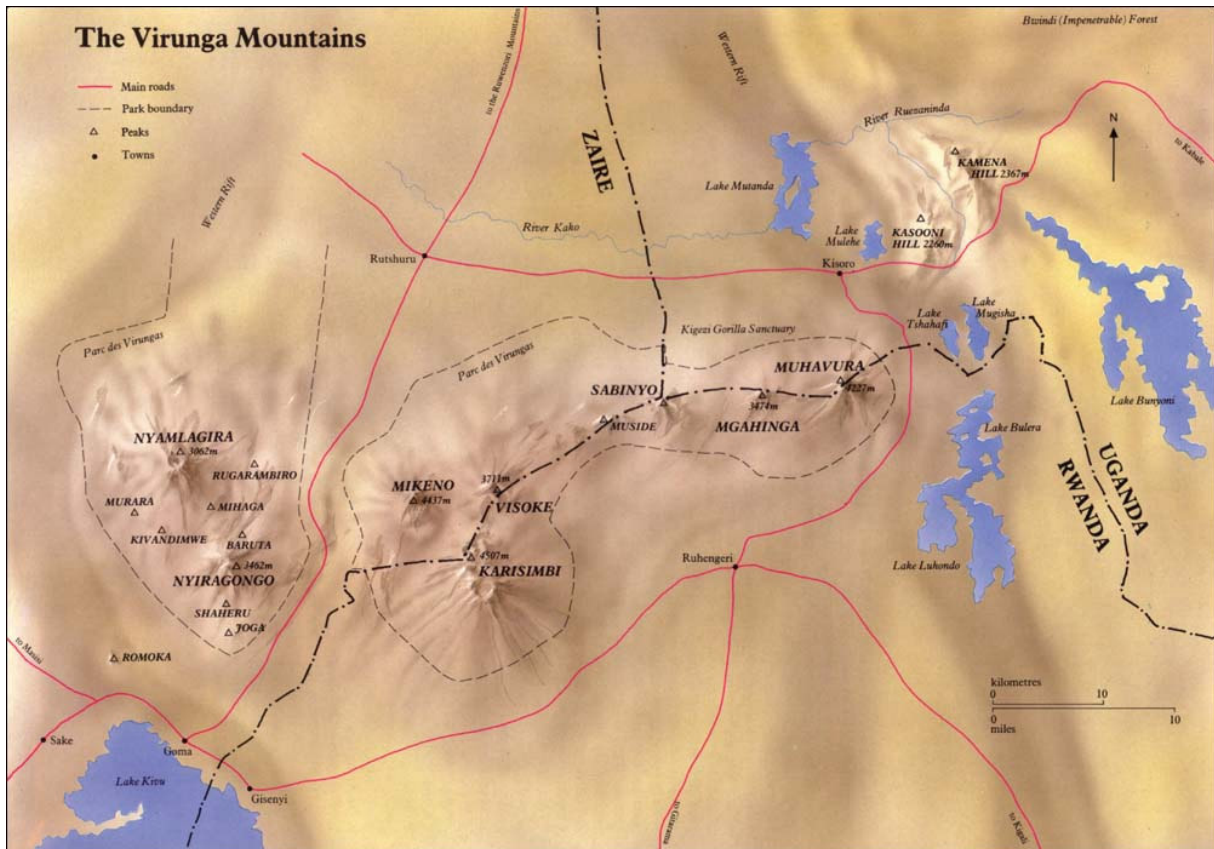 The Virunga Mountains
Main roads
Park boundary
Peaks
Towns
to the Ruwenzori Mountains
Western Rift
Bwindi (Impenetrable) Forest
River Ruezaninda
N
to Kabale
ZAIRE
KAMENA
HILL 2367m
Lake Mutanda
Western Rift
River Kako
Lake
Mulehe
KASOONI
HILL 2260m
Rutshuru
Kisoro
Lake
Tshahafi
Lake
Mugisha
Parc des Virungas
Parc des Virungas
Kigezi Gorilla Sanctuary
MUHAVURA
4227m
SABINYO
3474m
MUSIDE
MGAHINGA
Lake Bunyoni
Lake Bulera
NYAMLAGIRA
3062m
RUGARAMBIRO
MIKENO
4437m
3711m
VISOKE
UGANDA
RWANDA
MURARA
MIHAGA
KIVANDIMWE
BARUTA
3462m
NYIRAGONGO
4507m
KARISIMBI
Ruhengeri
Lake Luhondo
SHAHERU
JOGA
to Masisi
ROMOKA
kilometres
0 10
0 10
miles
Sake
Goma
Lake Kivu
Gisenyi
to Gitarama
to Kigali